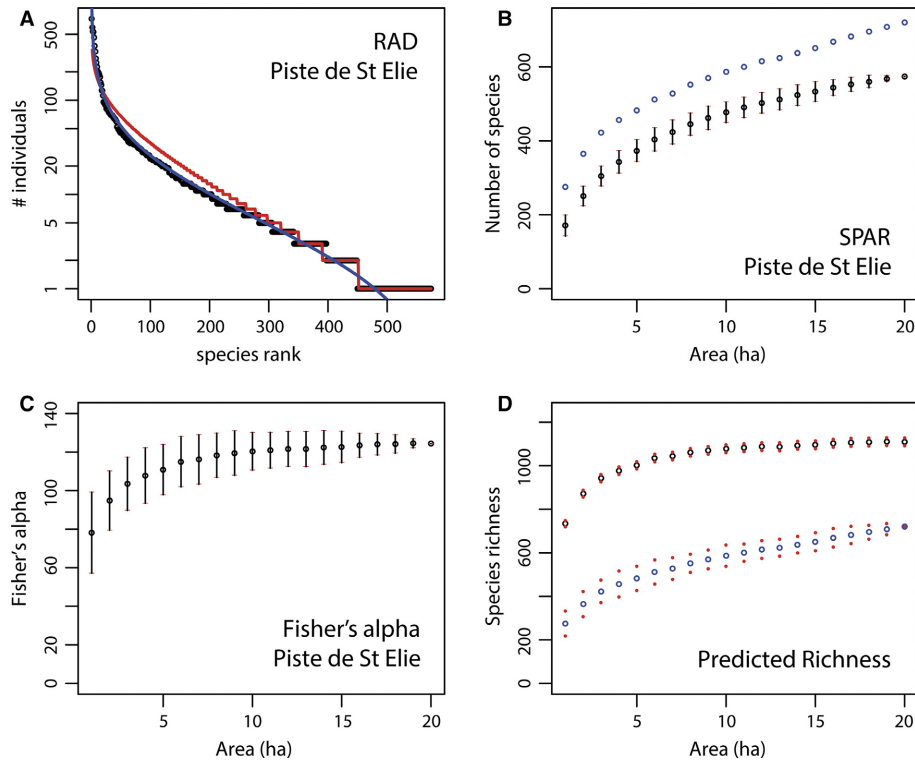 A
RAD
Piste de St Elie
# individuals
500
100
20
5
1
0
100
200
300
400
500
species rank
B
Number of species
600
400
200
0
SPAR
Piste de St Elie
5
10
15
20
Area (ha)
C
Fisher's alpha
140
100
60
20
0
Fisher's alpha
Piste de St Elie
5
10
15
20
Area (ha)
D
Species richness
1000
600
200
0
Predicted Richness
5
10
15
20
Area (ha)